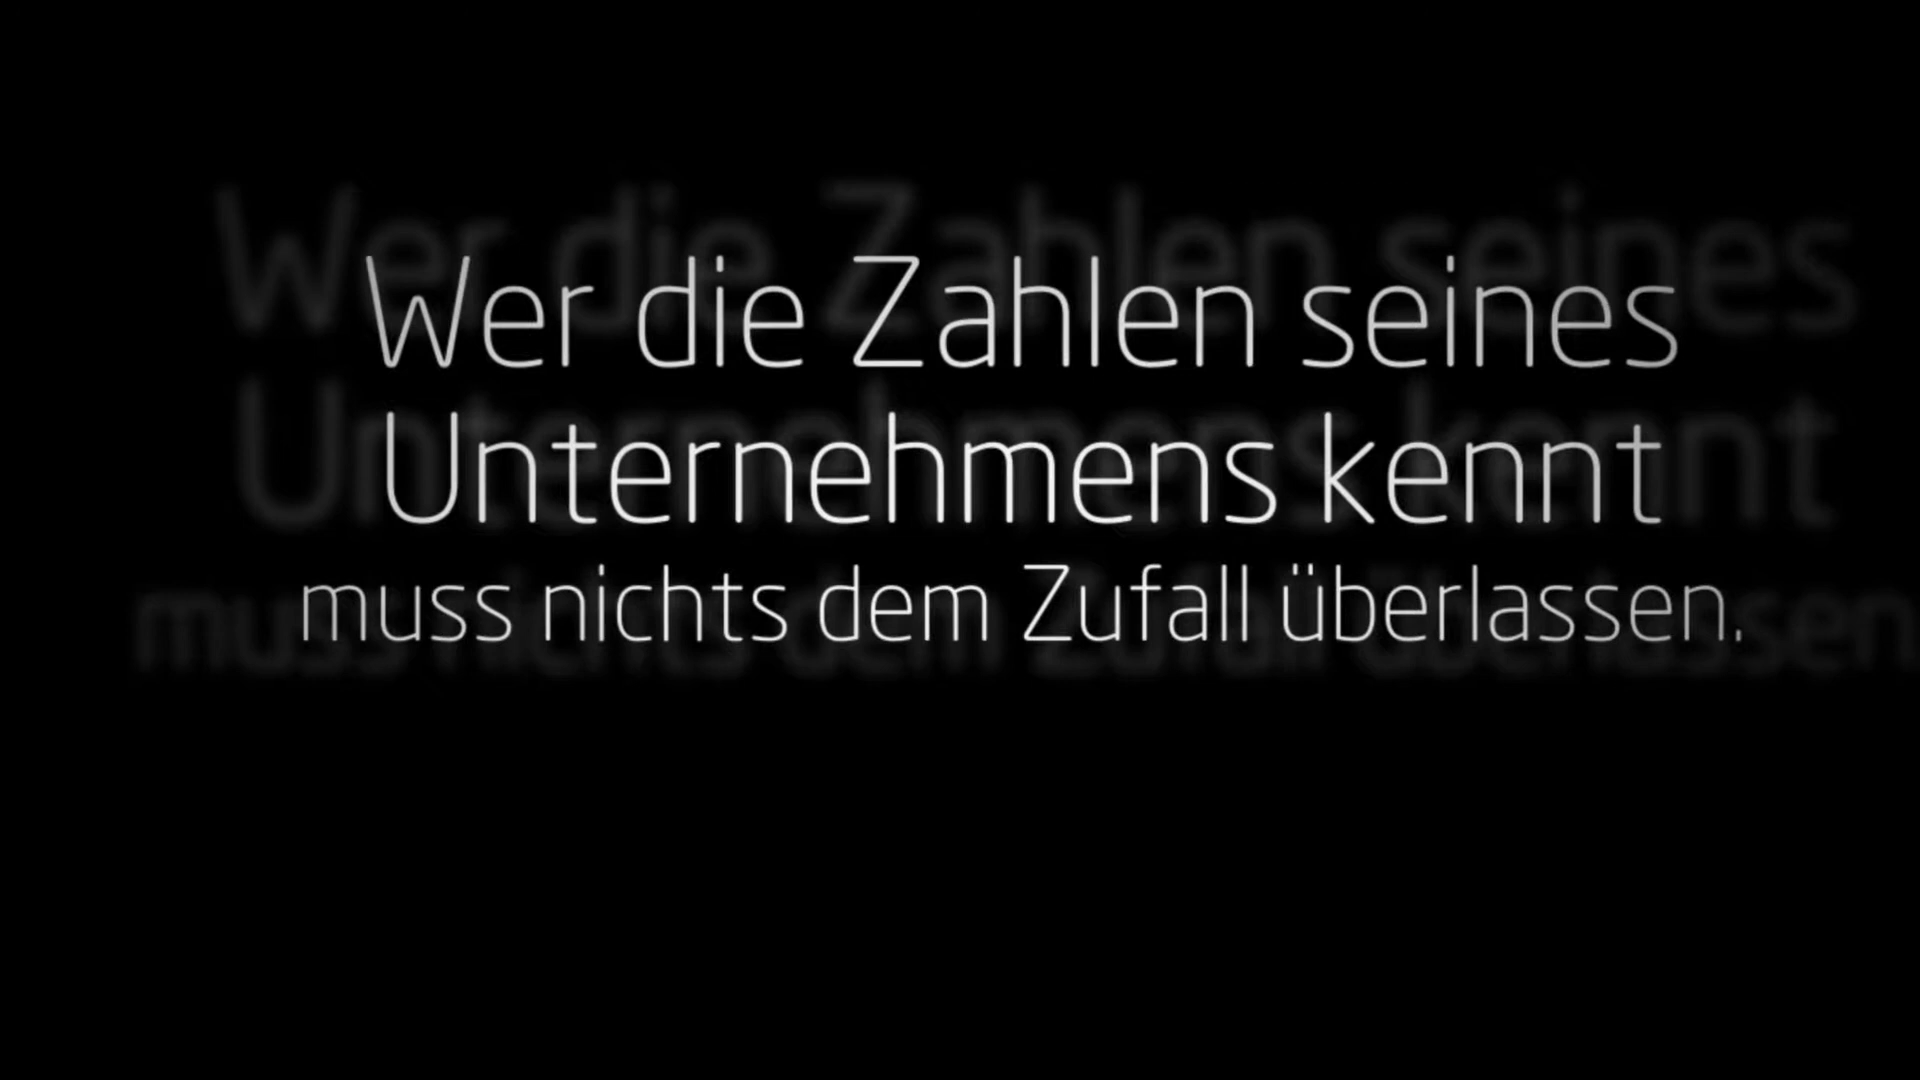 Wer die Zahlen seines
Unternehmens kennt
muss nichts dem Zufall überlassen.